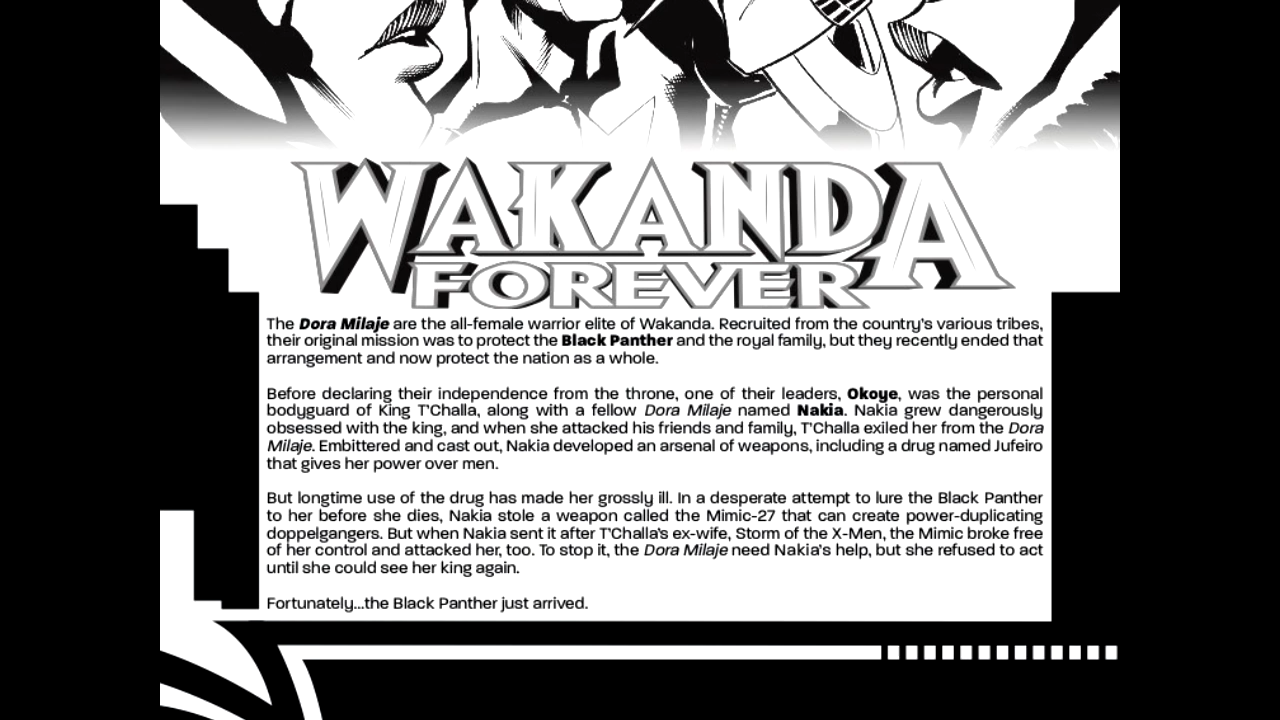 WAKANDA
FOREVER
The Dora Milaje are the all-female warrior elite of Wakanda. Recruited from the country's various tribes,
their original mission was to protect the Black Panther and the royal family, but they recently ended that
arrangement and now protect the nation as a whole.
Before declaring their independence from the throne, one of their leaders, Okoye, was the personal
bodyguard of King T'Challa, along with a fellow Dora Milaje named Nakia. Nakia grew dangerously
obsessed with the king, and when she attacked his friends and family, T'Challa exiled her from the Dora
Milaje. Embittered and cast out, Nakia developed an arsenal of weapons, including a drug named Jufeiro
that gives her power over men.
But longtime use of the drug has made her grossly ill. In a desperate attempt to lure the Black Panther
to her before she dies, Nakia stole a weapon called the Mimic-27 that can create power-duplicating
doppelgangers. But when Nakia sent it after T'Challa's ex-wife, Storm of the X-Men, the Mimic broke free
of her control and attacked her, too. To stop it, the Dora Milaje need Nakia's help, but she refused to act
until she could see her king again.
Fortunately...the Black Panther just arrived.